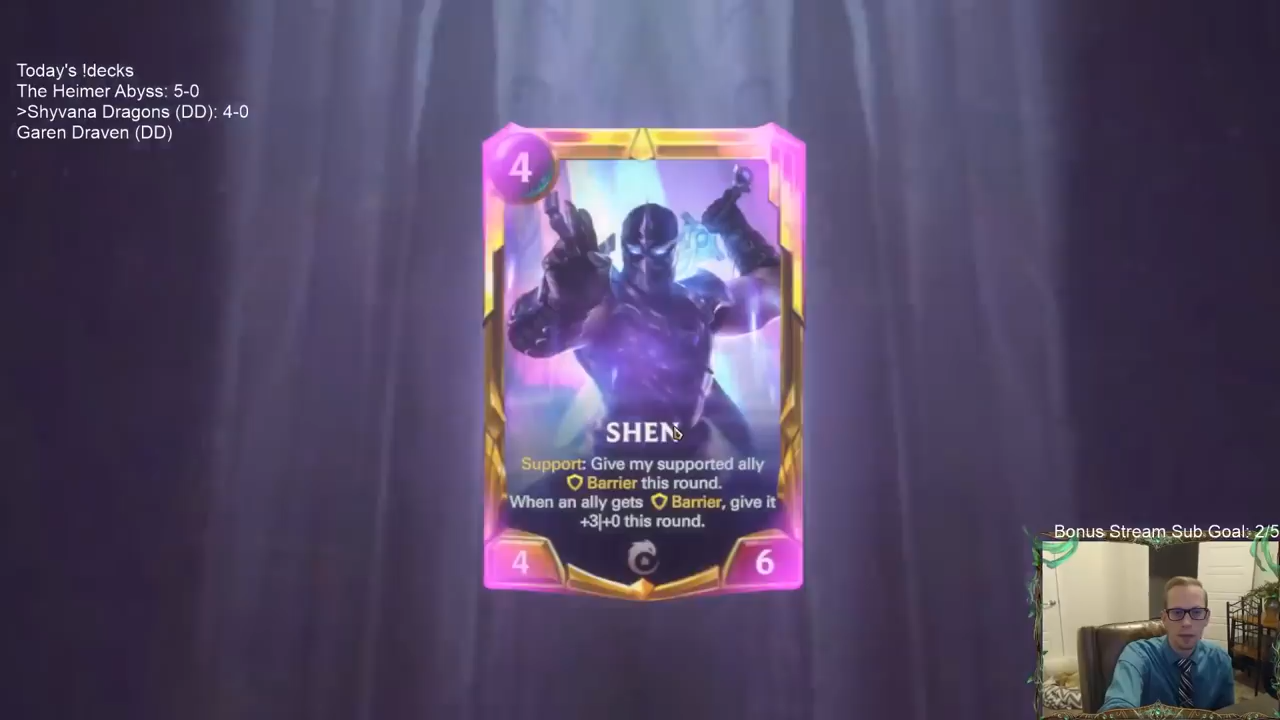 Today's !decks
The Heimer Abyss: 5-0
>Shyvana Dragons (DD): 4-0
Garen Draven (DD)
4
SHEN
Support: Give my supported ally
Barrier this round.
When an ally gets Barrier, give it
+3|+0 this round.
4
6
Bonus Stream Sub Goal: 2/5